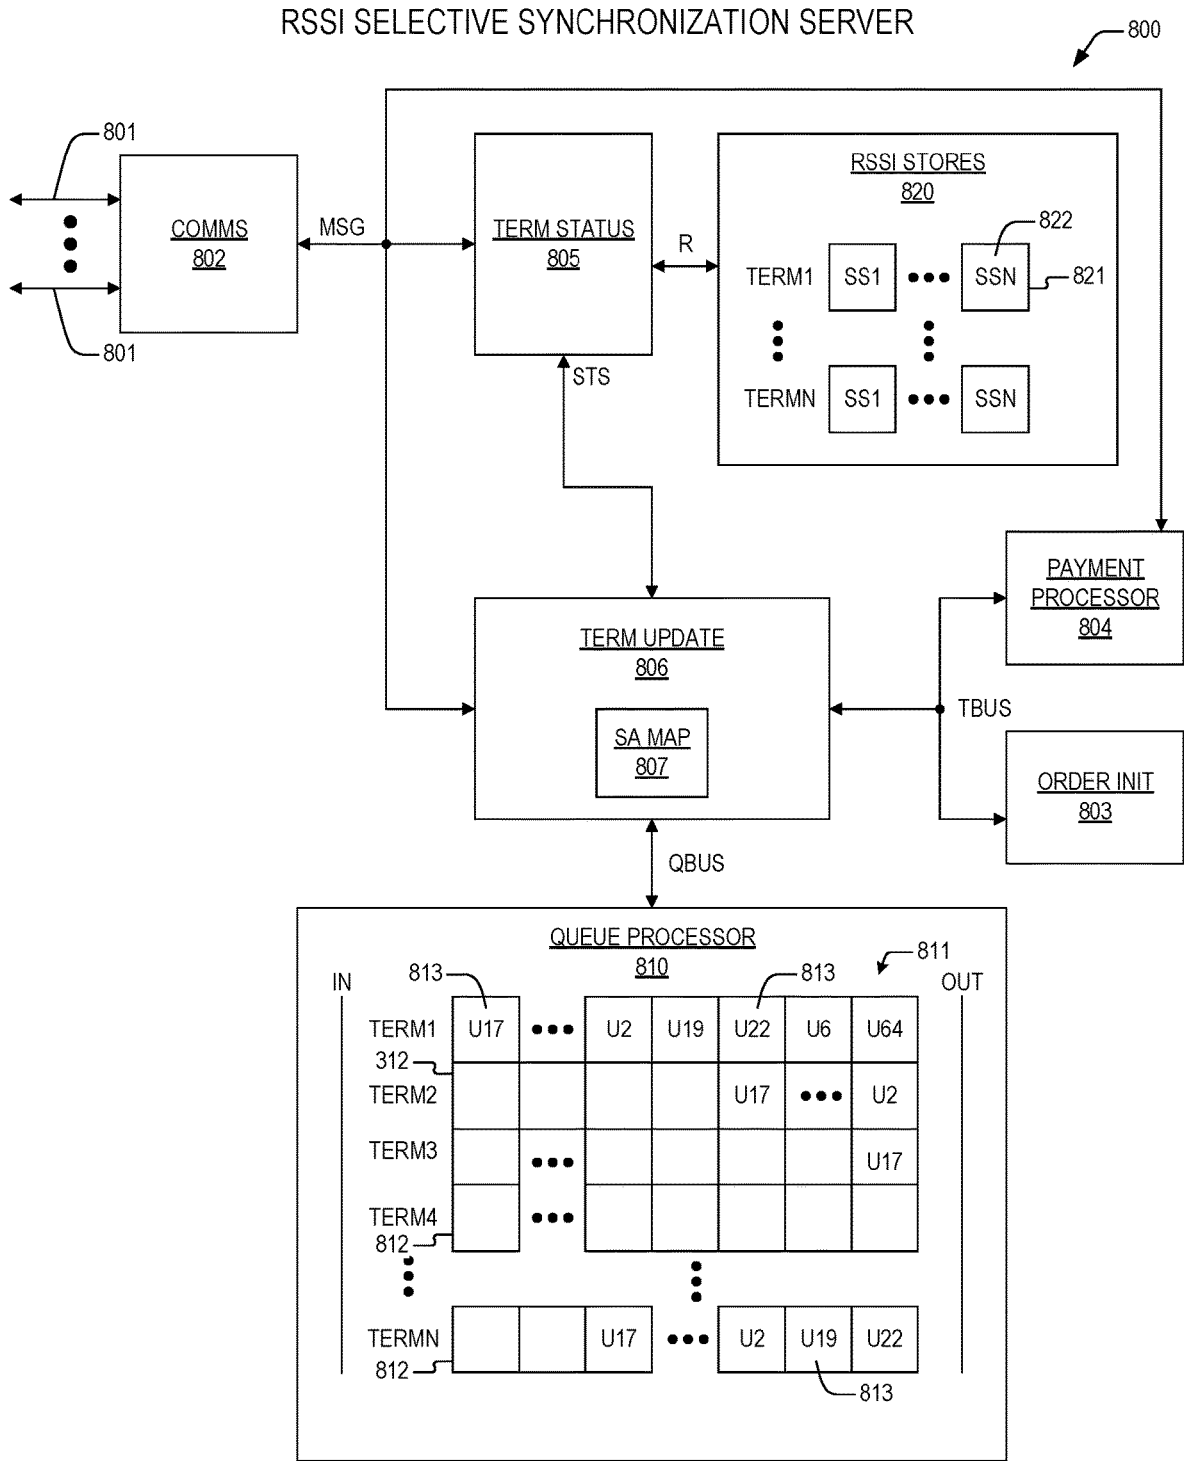 RSSI SELECTIVE SYNCHRONIZATION SERVER
800
801
801
COMMS
802
MSG
TERM STATUS
805
R
RSSI STORES
820
822
821
TERM1 SS1 SSN
TERMN SS1 SSN
STS
TERM UPDATE
806
SA MAP
807
PAYMENT
PROCESSOR
804
TBUS
ORDER INIT
803
QBUS
QUEUE PROCESSOR
810
811
IN
813
813
OUT
TERM1 U17 U2 U19 U22 U6 U64
312
TERM2 U17 U2
TERM3 U17
TERM4
812
TERMN U17 U2 U19 U22
812
813